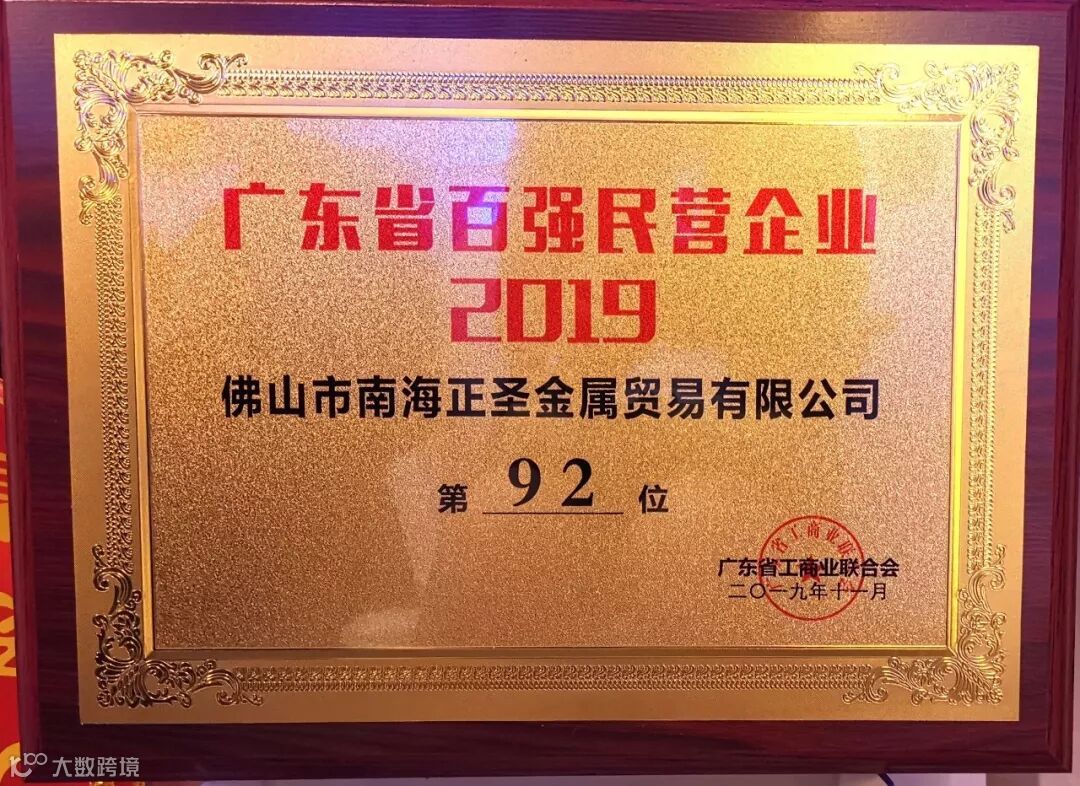 广东省百强民营企业
2019
佛山市南海正圣金属贸易有限公司
第 92 位
广东省工商业联合会
二〇一九年十一月
大数跨境